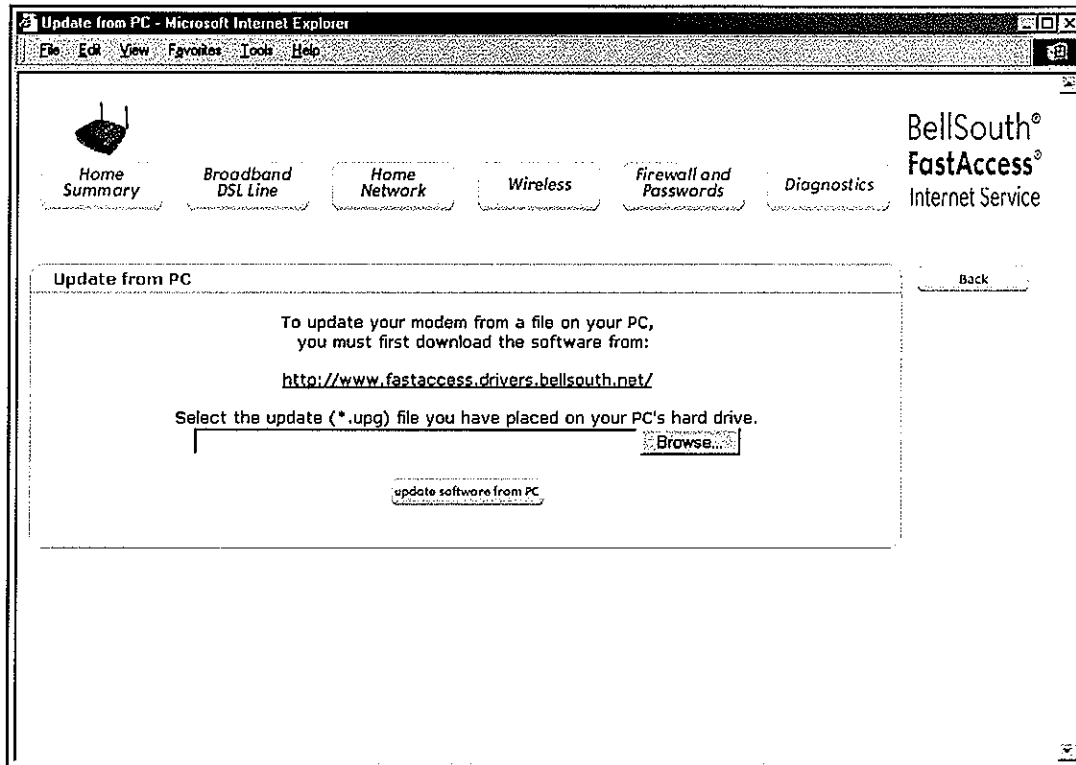 Update from PC - Microsoft Internet Explorer
File Edit View Favorites Tools Help
BellSouth®
FastAccess®
Internet Service
Home
Summary
Broadband
DSL Line
Home
Network
Wireless
Firewall and
Passwords
Diagnostics
Update from PC
Back
To update your modem from a file on your PC,
you must first download the software from:
http://www.fastaccess.drivers.bellsouth.net/
Select the update (*.upg) file you have placed on your PC's hard drive.
Browse...
update software from PC